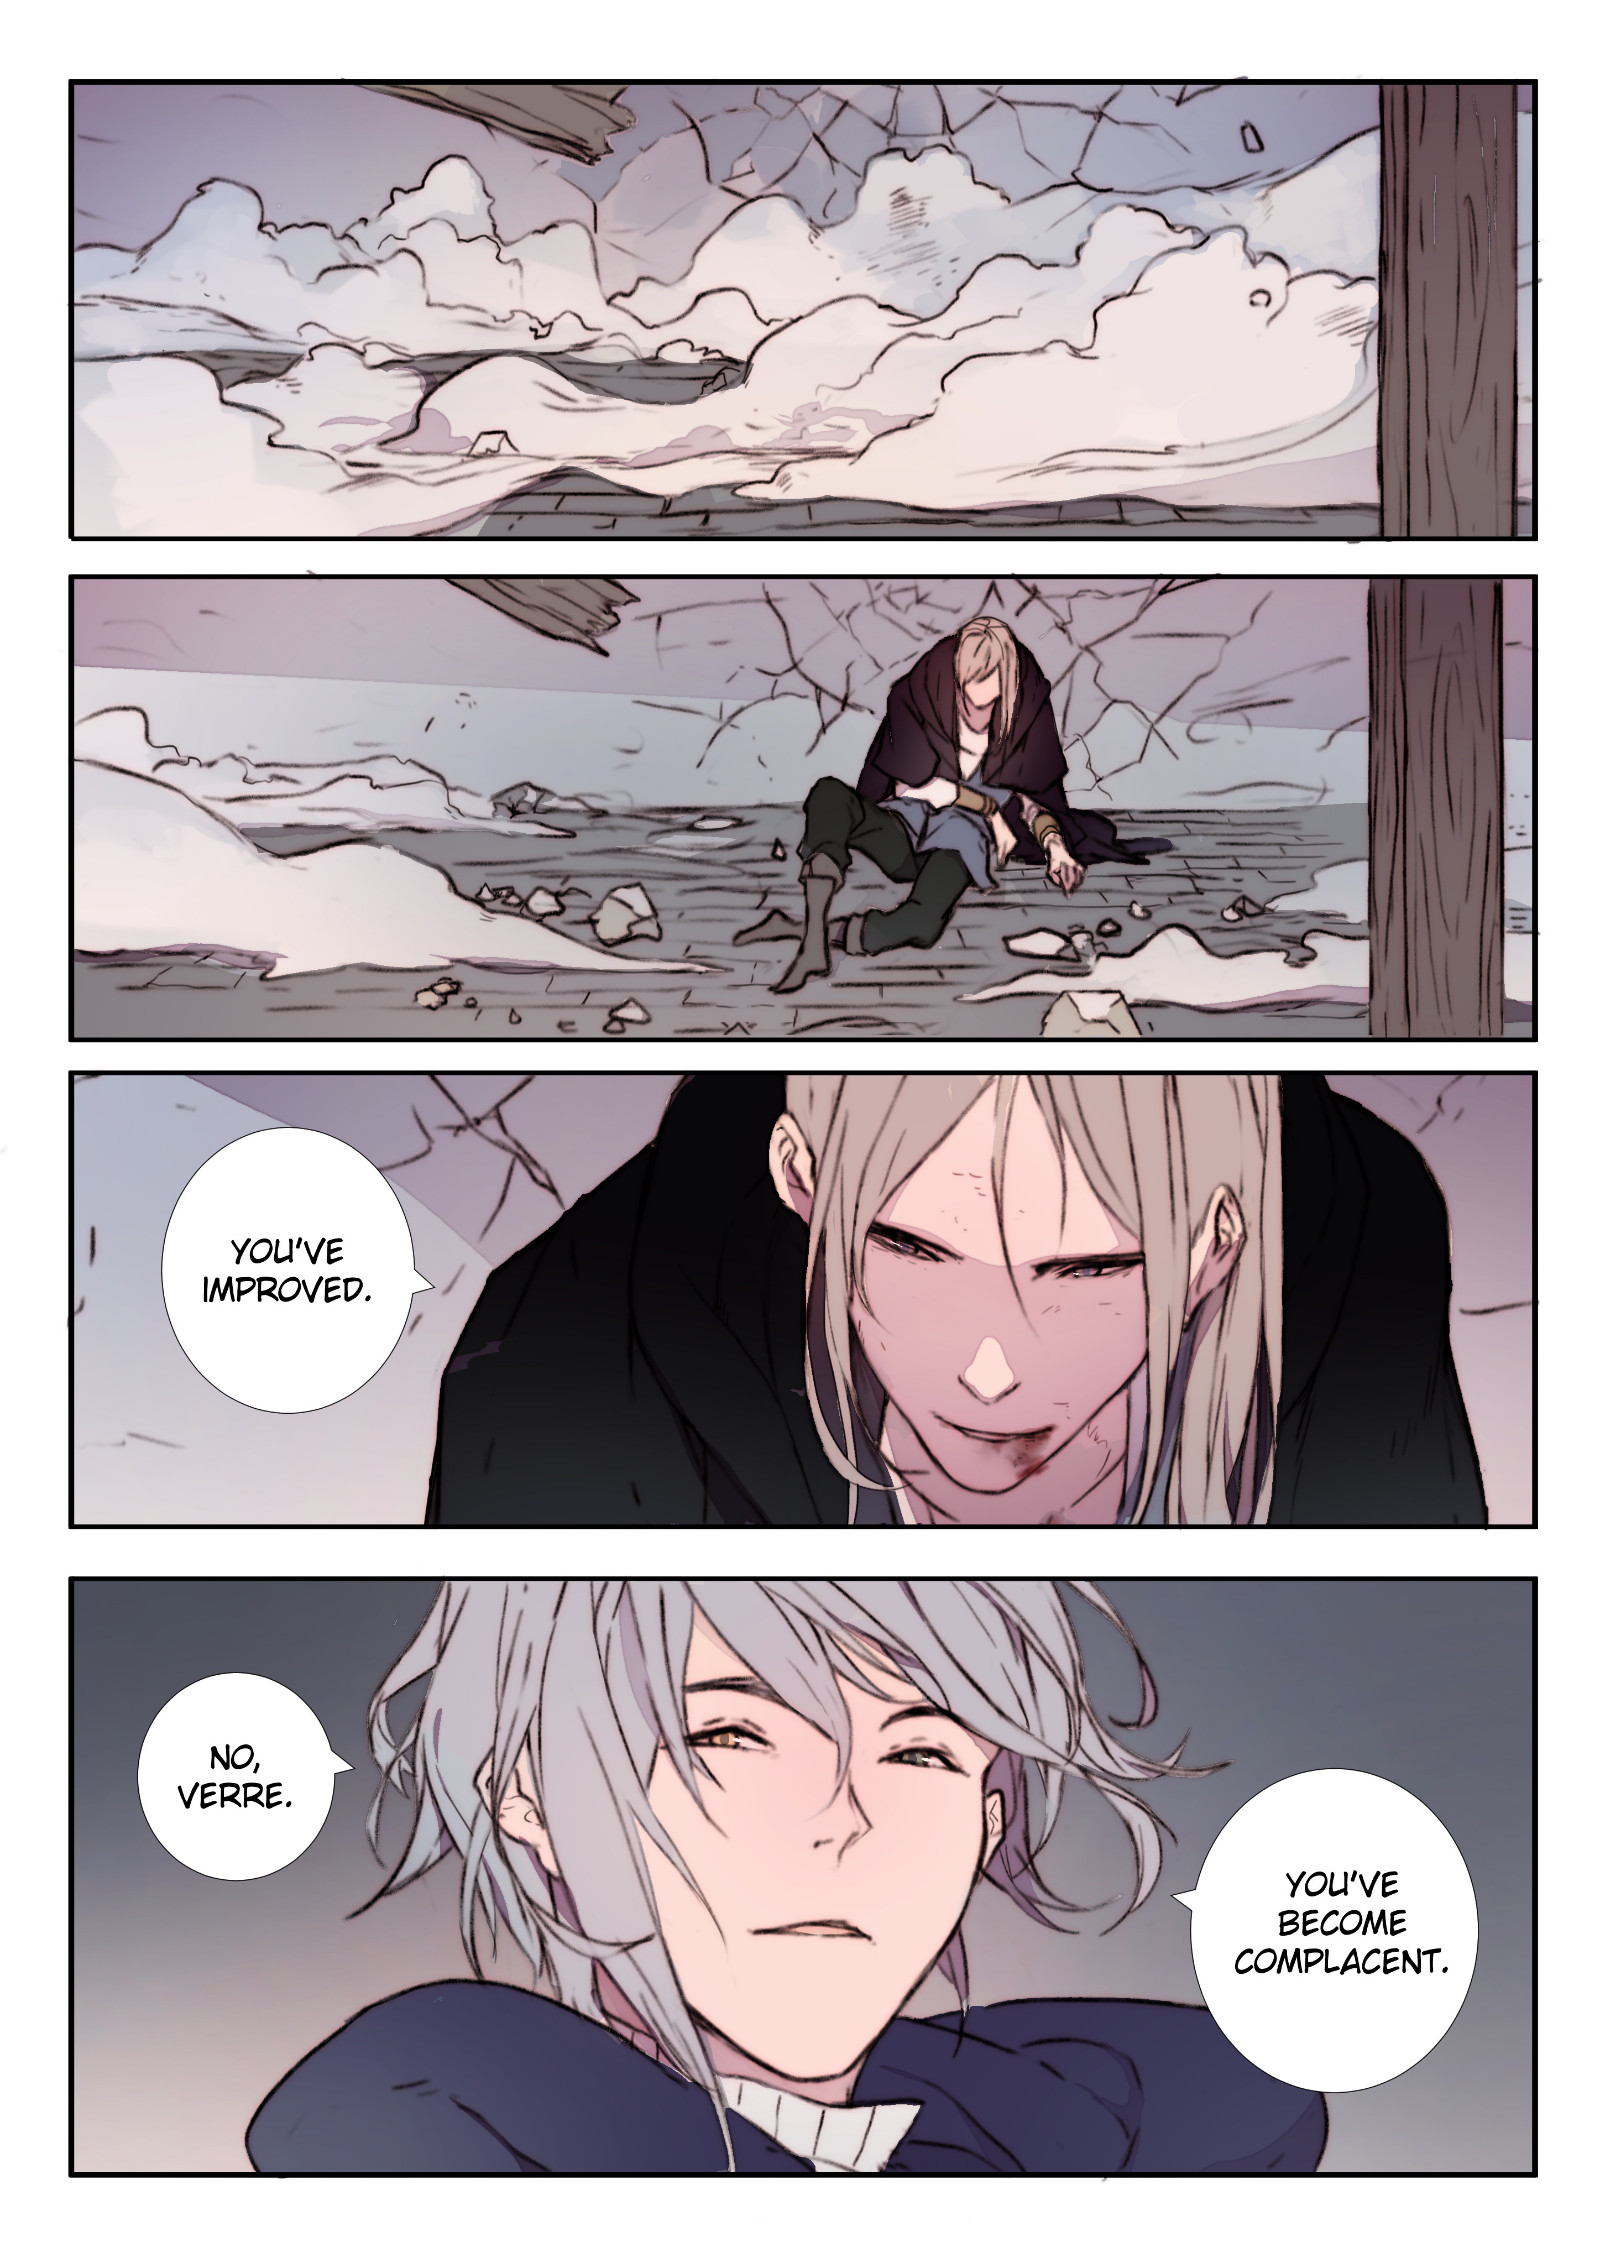 YOU'VE
IMPROVED.
NO,
VERRE.
YOU'VE
BECOME
COMPLACENT.